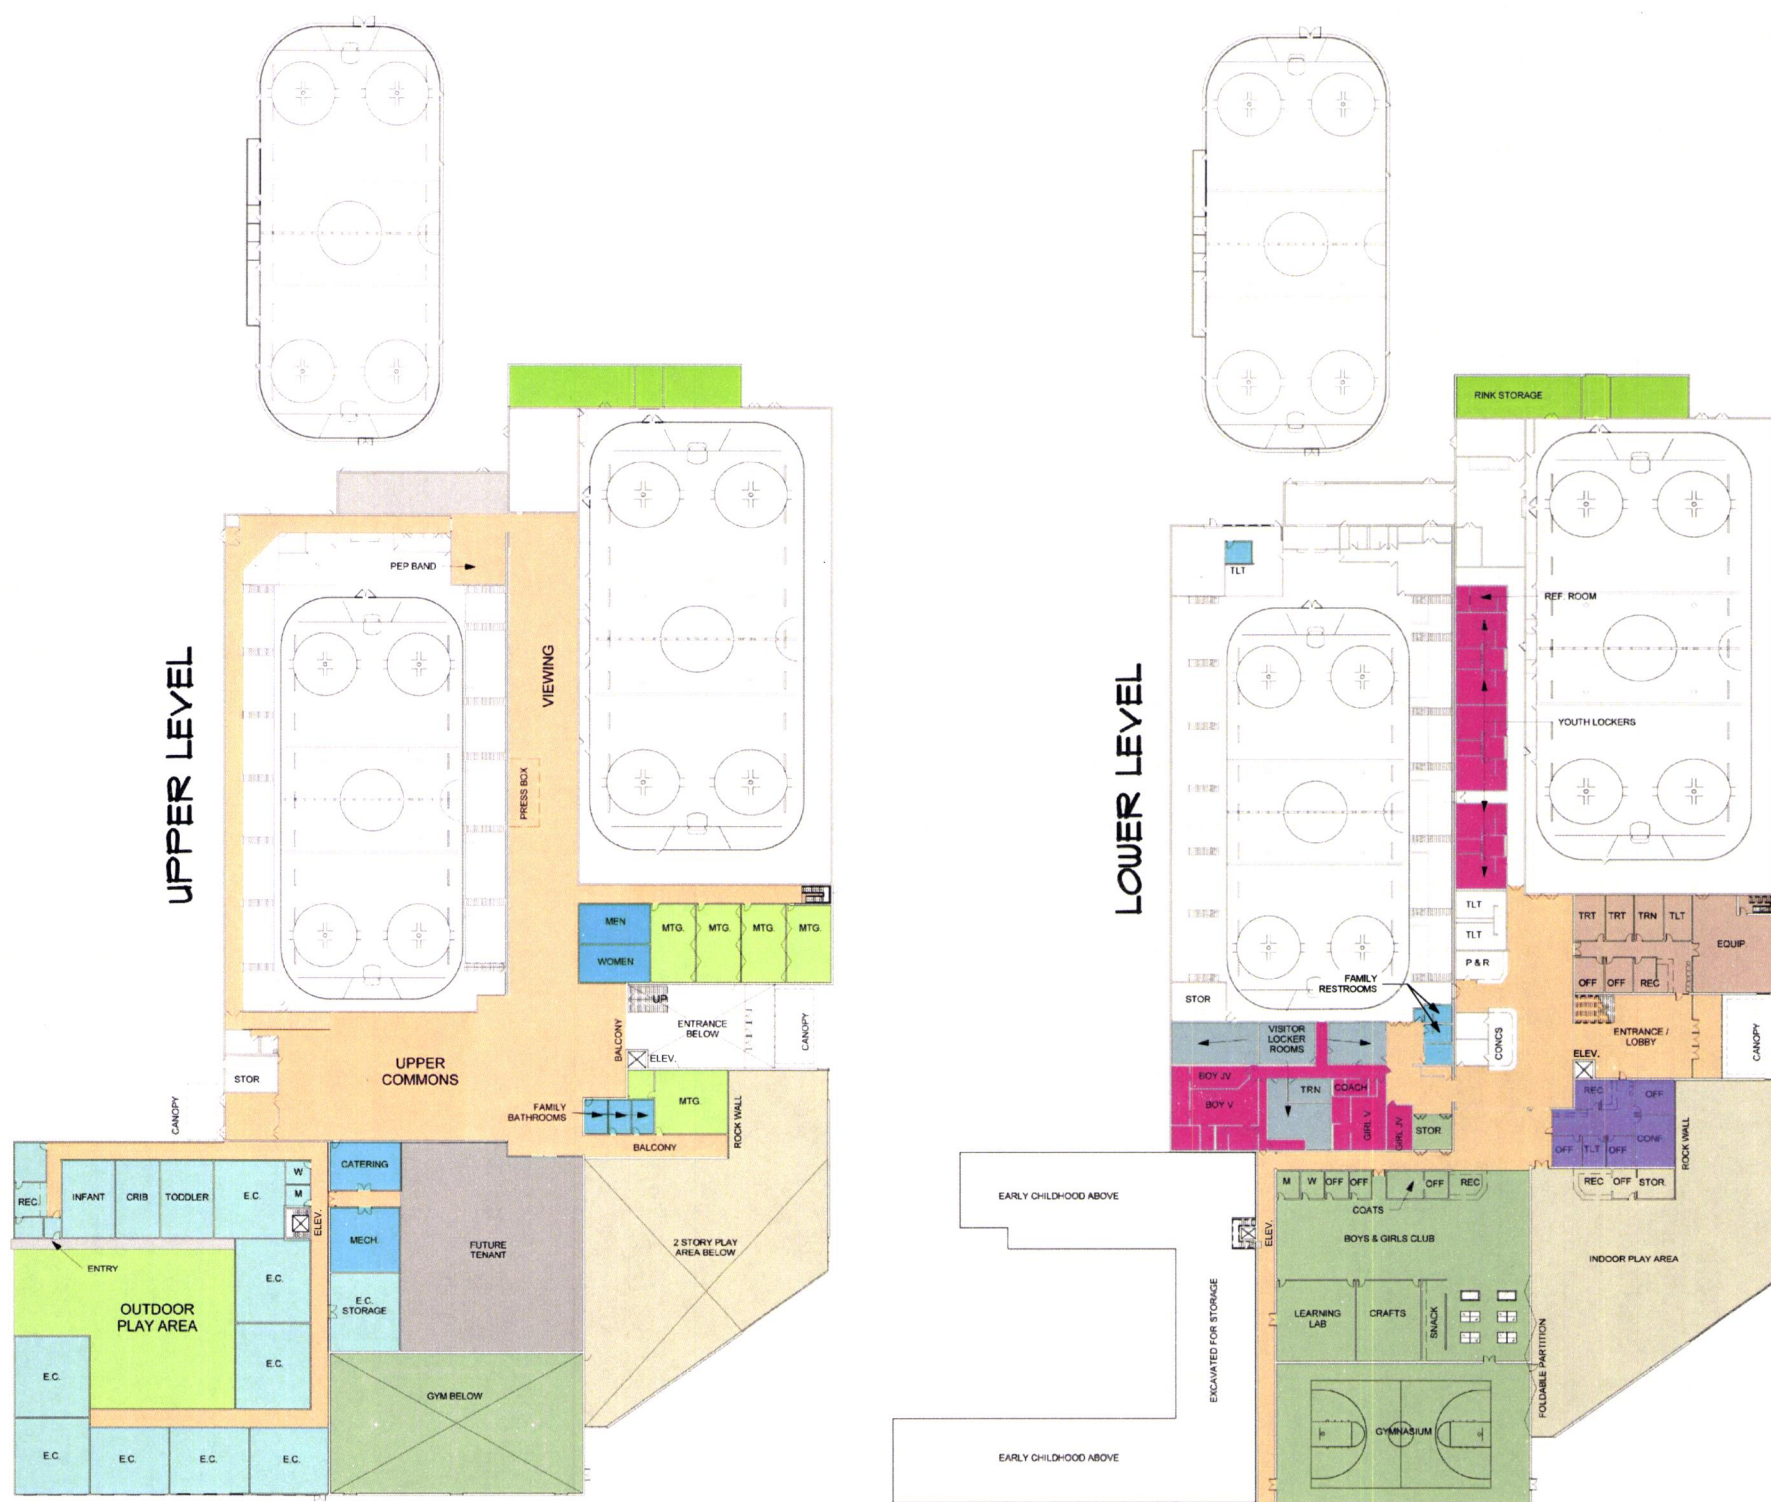 UPPER LEVEL
PEP BAND
VIEWING
PRESS BOX
MEN
WOMEN
MTG.
MTG.
MTG.
MTG.
UP
ENTRANCE
BELOW
CANOPY
BALCONY
ELEV.
UPPER
COMMONS
STOR
CANOPY
FAMILY
BATHROOMS
MTG.
ROCK WALL
BALCONY
REC.
INFANT
CRIB
TODDLER
E.C.
W
M
ELEV.
CATERING
MECH.
E.C.
STORAGE
FUTURE
TENANT
2 STORY PLAY
AREA BELOW
ENTRY
OUTDOOR
PLAY AREA
E.C.
E.C.
E.C.
E.C.
E.C.
E.C.
E.C.
GYM BELOW
LOWER LEVEL
RINK STORAGE
TLT
REF. ROOM
YOUTH LOCKERS
TLT
TLT
P & R
TRT
TRT
TRN
TLT
EQUIP.
OFF
OFF
REC
FAMILY
RESTROOMS
STOR
VISITOR
LOCKER
ROOMS
CONCS
ENTRANCE /
LOBBY
CANOPY
ELEV.
BOY JV
BOY V
TRN
COACH
GIRL V
GIRL JV
STOR
REC
OFF
OFF
TLT
OFF
CONF.
ROCK WALL
EARLY CHILDHOOD ABOVE
M
W
OFF
OFF
OFF
REC
COATS
REC
OFF
STOR.
ELEV.
BOYS & GIRLS CLUB
INDOOR PLAY AREA
EXCAVATED FOR STORAGE
LEARNING
LAB
CRAFTS
SNACK
FOLDABLE PARTITION
GYMNASIUM
EARLY CHILDHOOD ABOVE